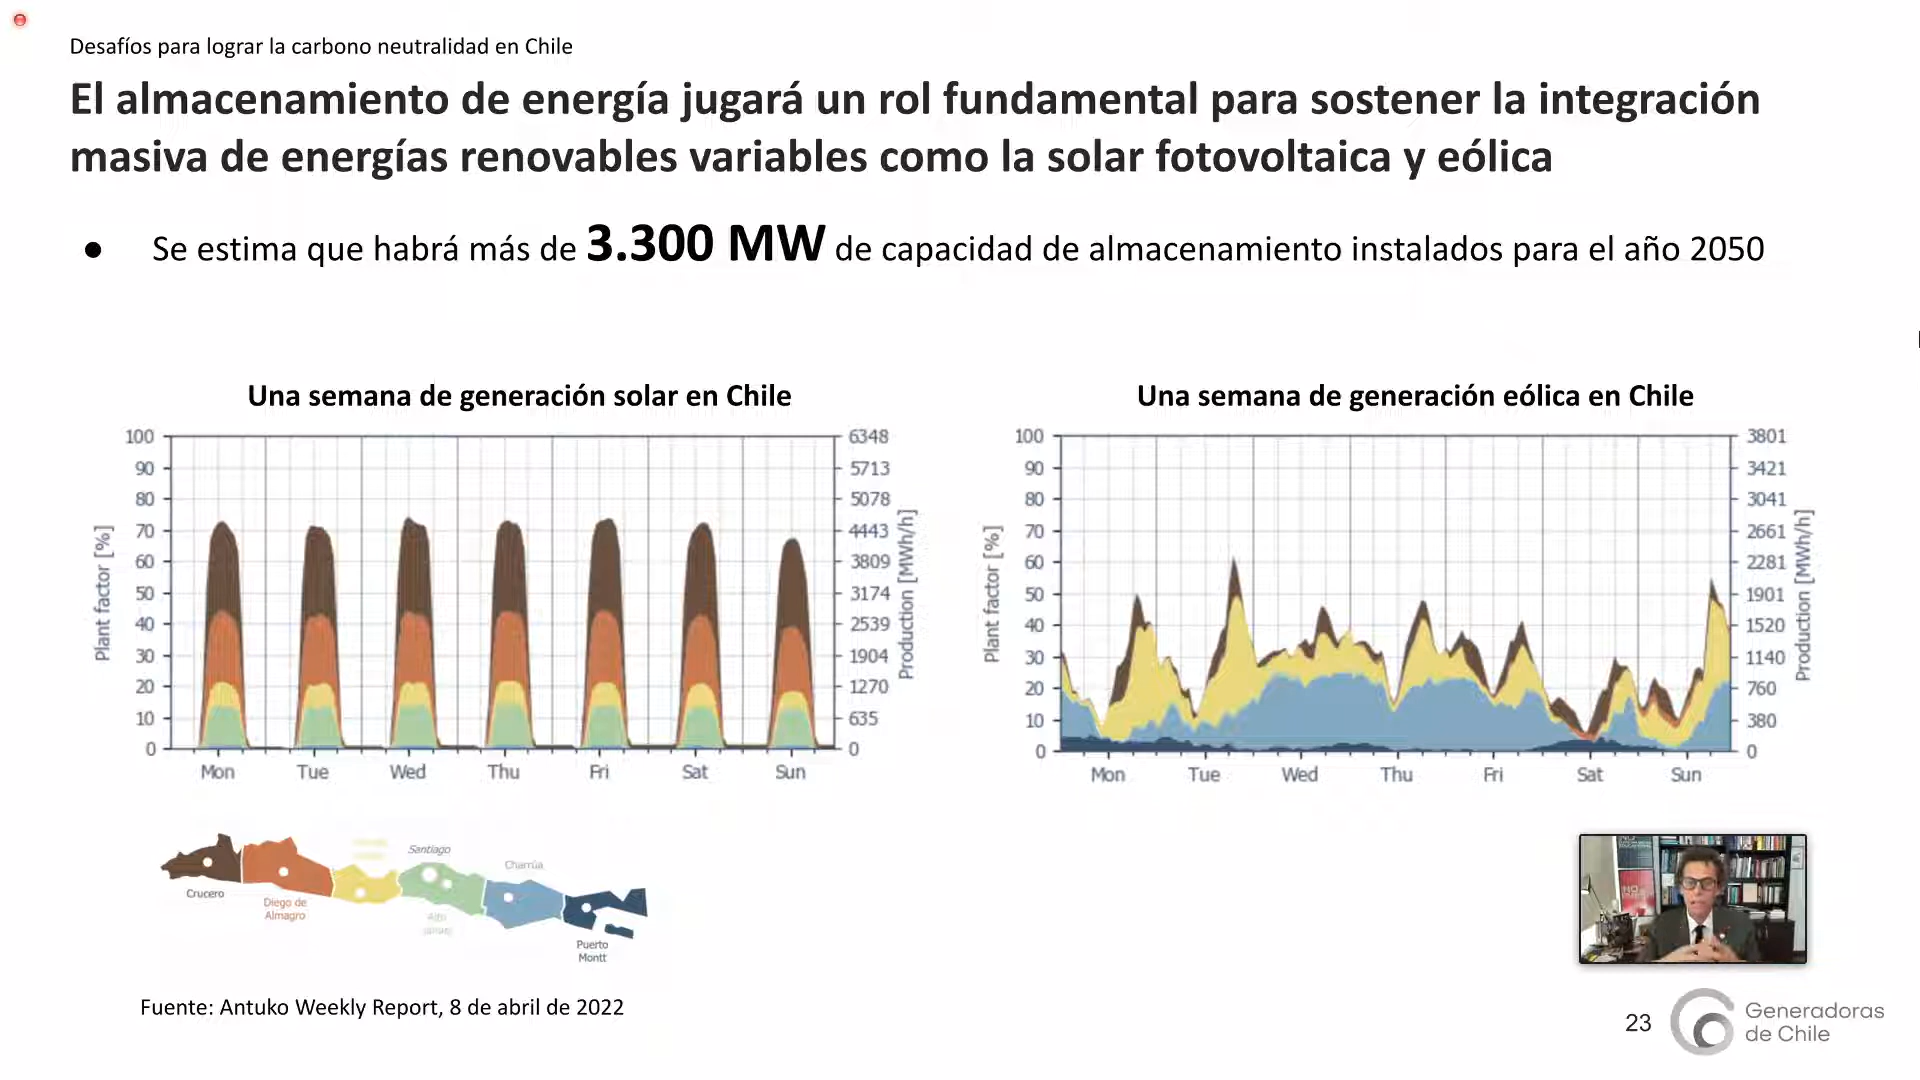 Desafíos para lograr la carbono neutralidad en Chile
El almacenamiento de energía jugará un rol fundamental para sostener la integración
masiva de energías renovables variables como la solar fotovoltaica y eólica
● Se estima que habrá más de 3.300 MW de capacidad de almacenamiento instalados para el año 2050
Una semana de generación solar en Chile
100
90
80
70
60
50
40
30
20
10
0
Plant factor [%]
6348
5713
5078
4443
3809
3174
2539
1904
1270
635
0
Production [MWh/h]
Mon Tue Wed Thu Fri Sat Sun
Una semana de generación eólica en Chile
100
90
80
70
60
50
40
30
20
10
0
Plant factor [%]
3801
3421
3041
2661
2281
1901
1520
1140
760
380
0
Production [MWh/h]
Mon Tue Wed Thu Fri Sat Sun
Crucero
Diego de
Almagro
Santiago
Alto
Charrúa
Puerto
Montt
Fuente: Antuko Weekly Report, 8 de abril de 2022
23
Generadoras
de Chile